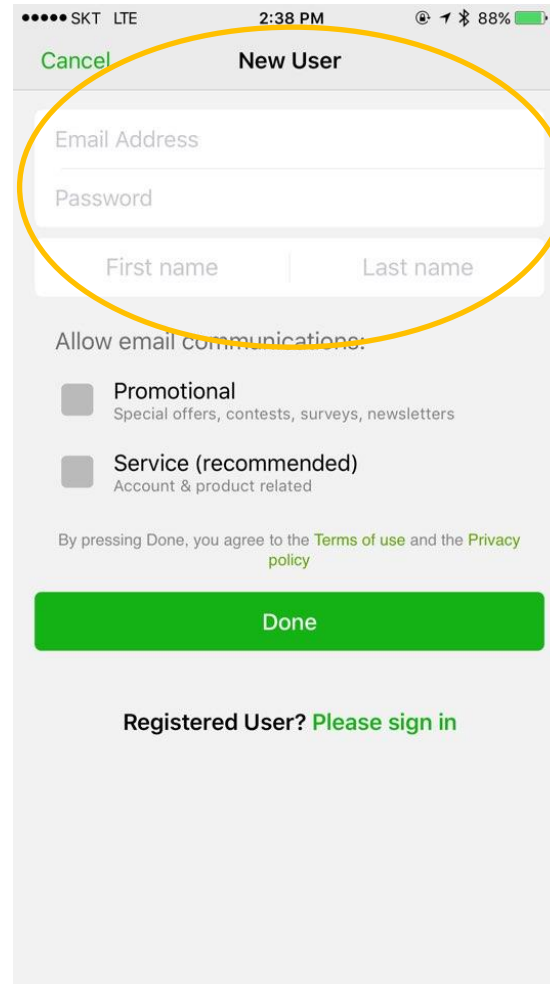 SKT LTE 2:38 PM 88%
Cancel New User
Email Address
Password
First name Last name
Allow email communications:
Promotional
Special offers, contests, surveys, newsletters
Service (recommended)
Account & product related
By pressing Done, you agree to the Terms of use and the Privacy
policy
Done
Registered User? Please sign in